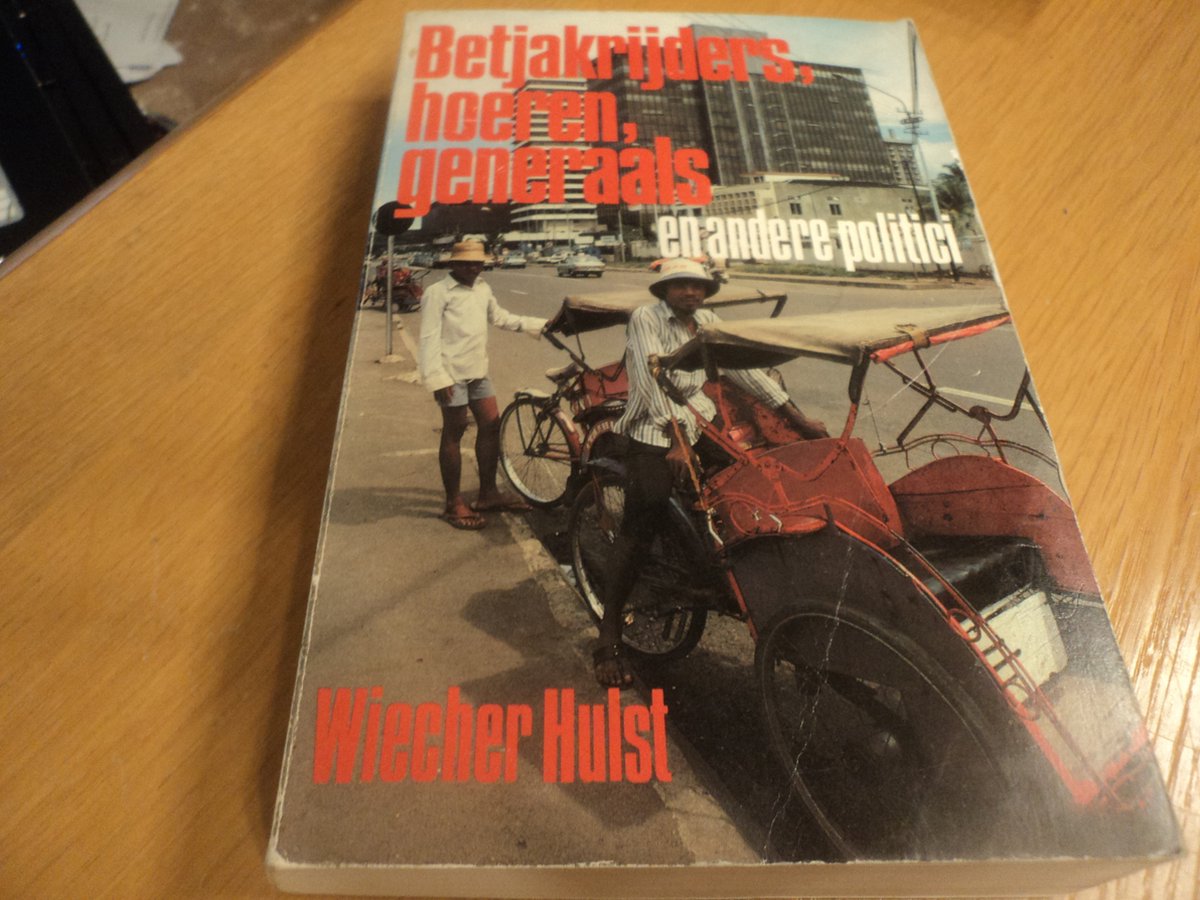 Betjakrijders,
hoeren,
generaals
en andere politici
Wiecher Hulst